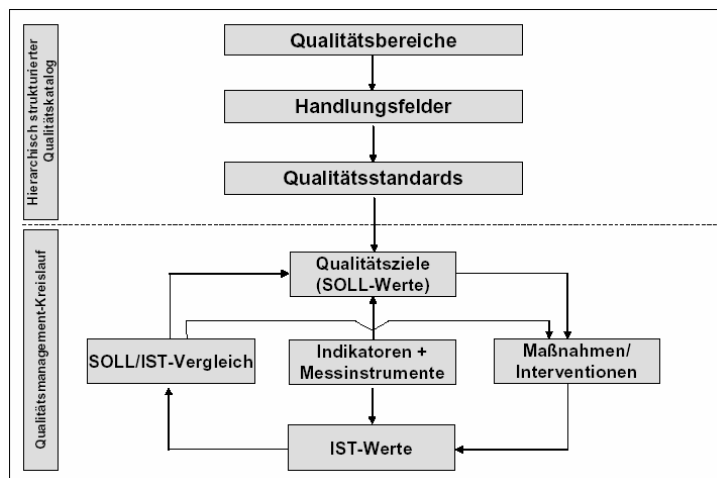 Hierarchisch strukturierter
Qualitätskatalog
Qualitätsbereiche
Handlungsfelder
Qualitätsstandards
Qualitätsmanagement-Kreislauf
Qualitätsziele
(SOLL-Werte)
SOLL/IST-Vergleich
Indikatoren +
Messinstrumente
Maßnahmen/
Interventionen
IST-Werte